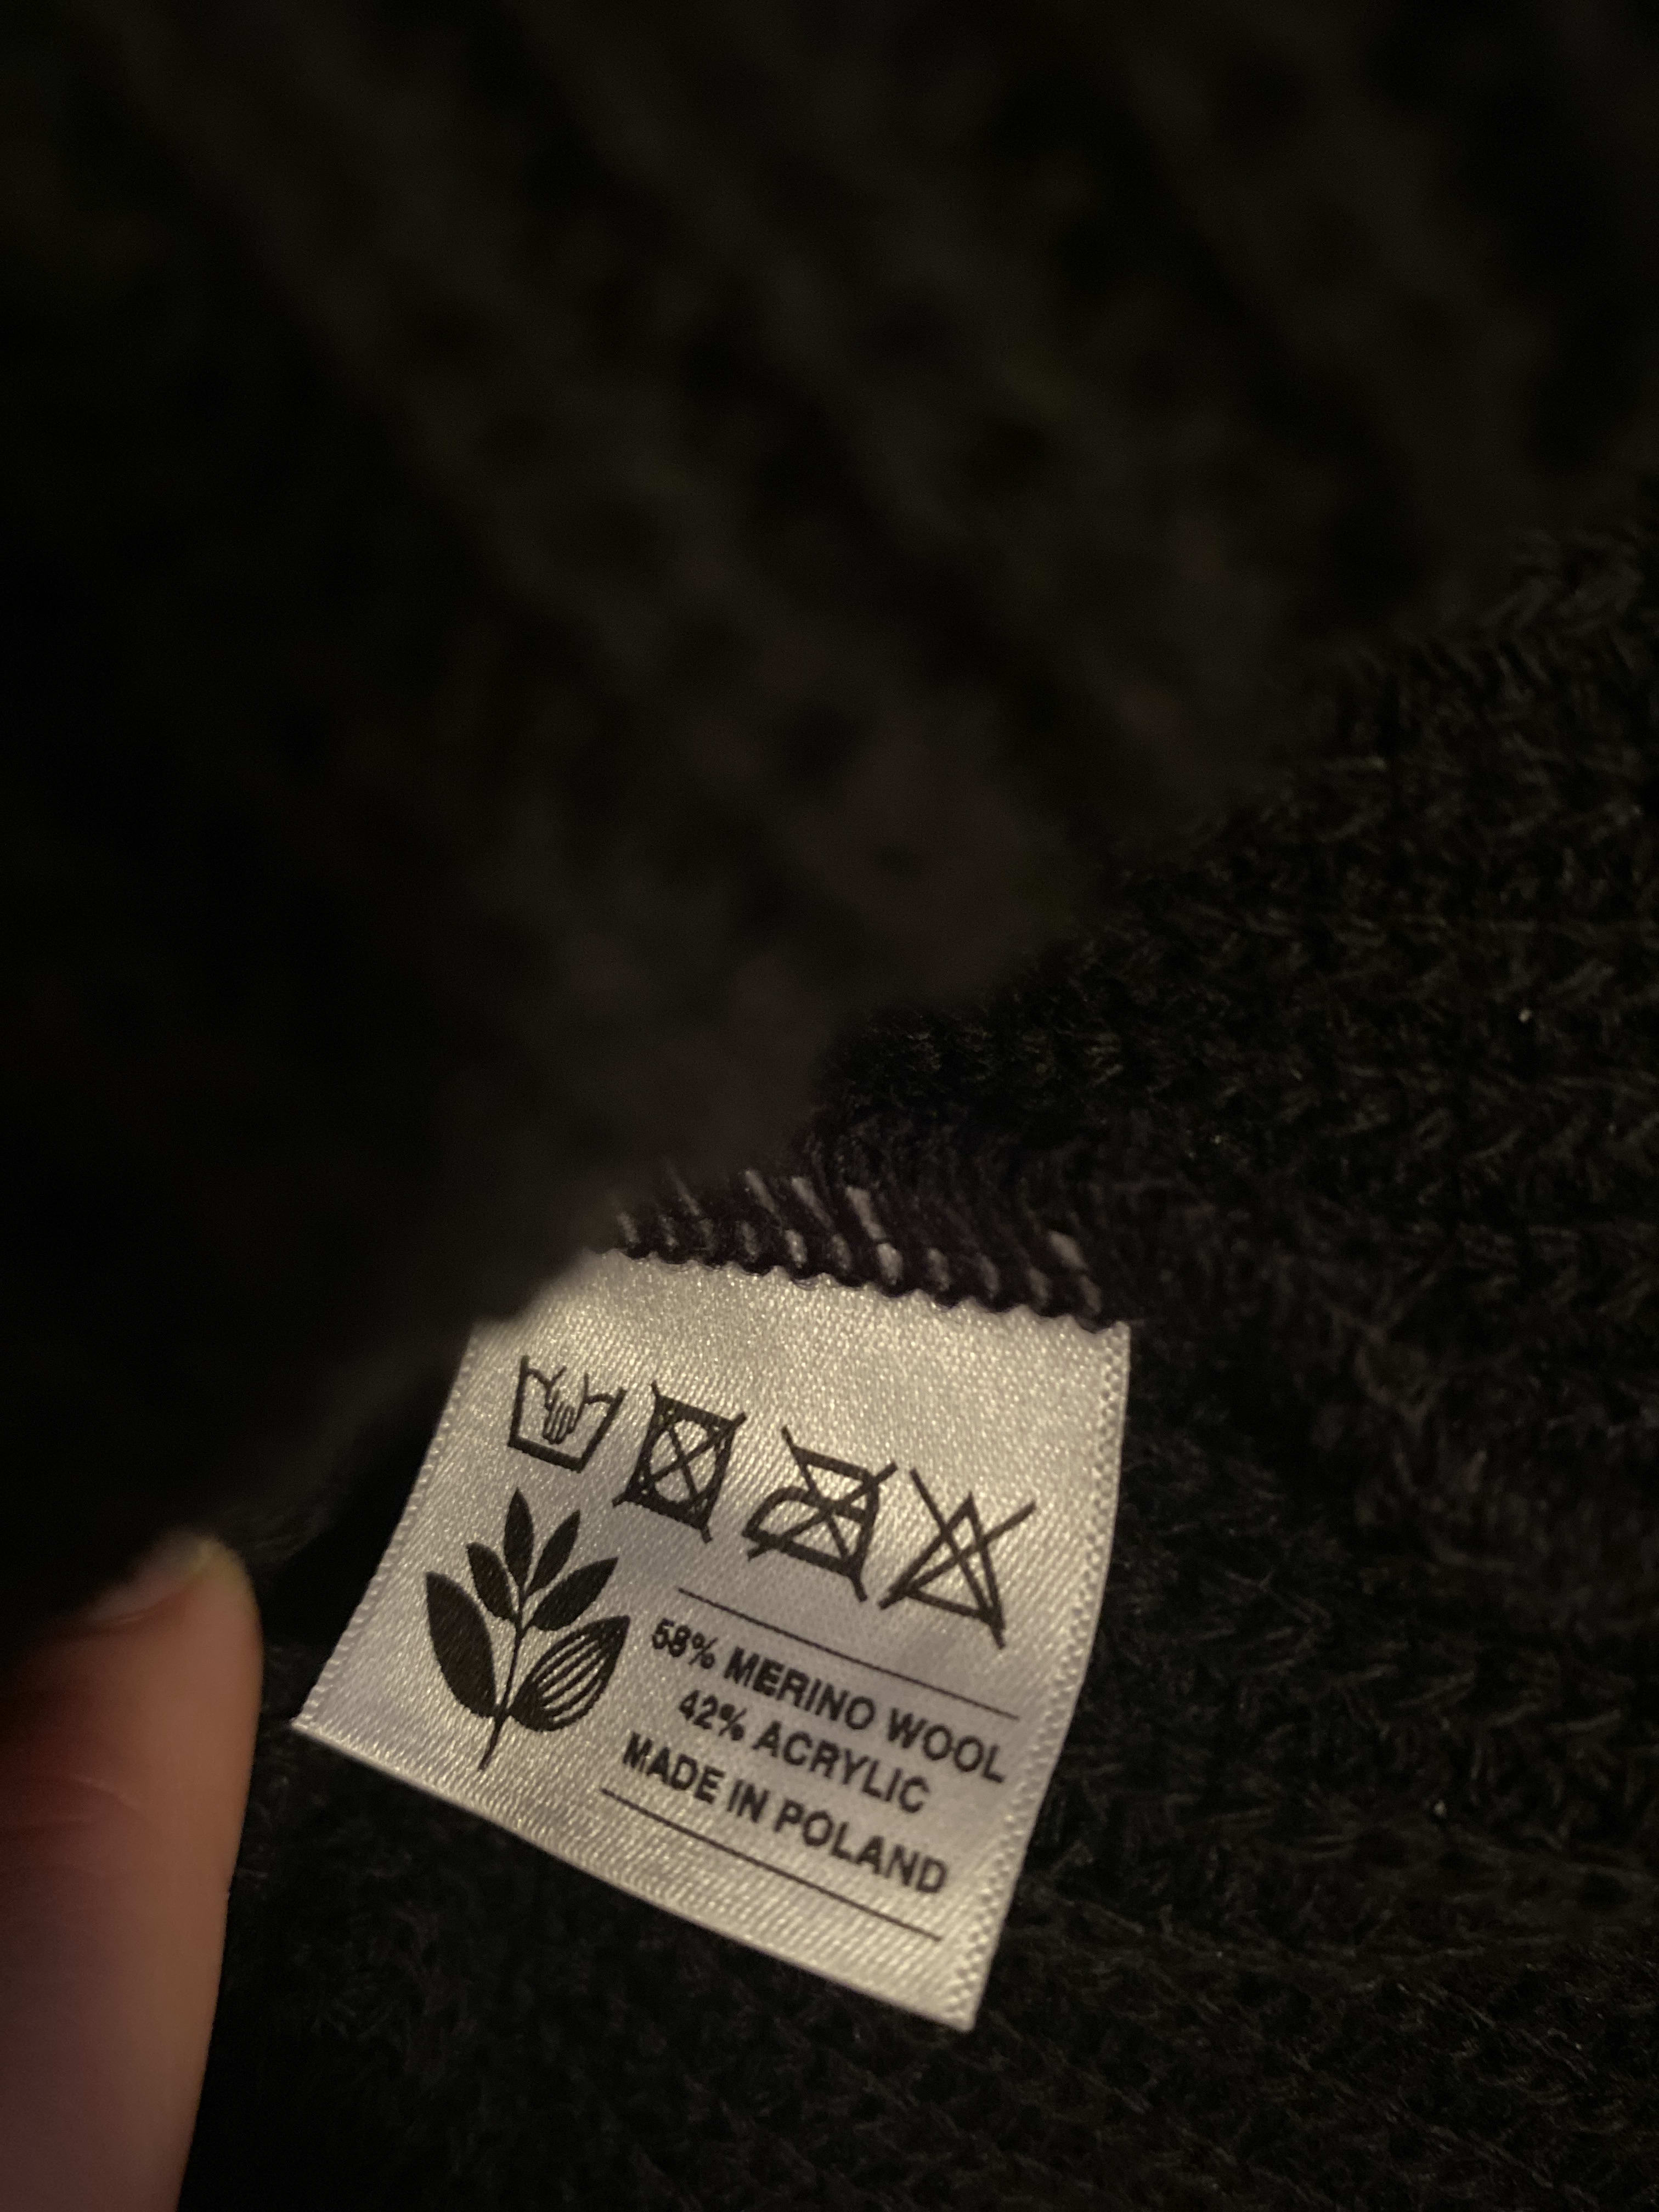 58% MERINO WOOL
42% ACRYLIC
MADE IN POLAND